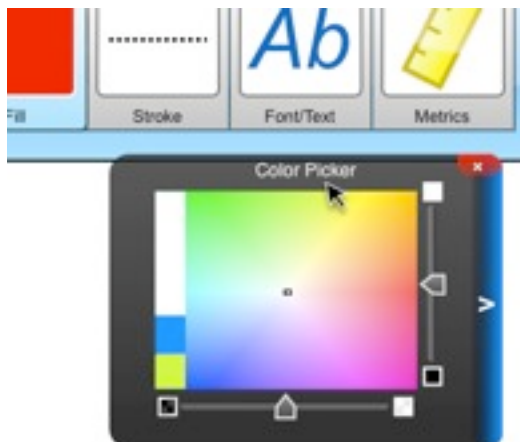 Ab
Fill
Stroke
Font/Text
Metrics
Color Picker
x
>